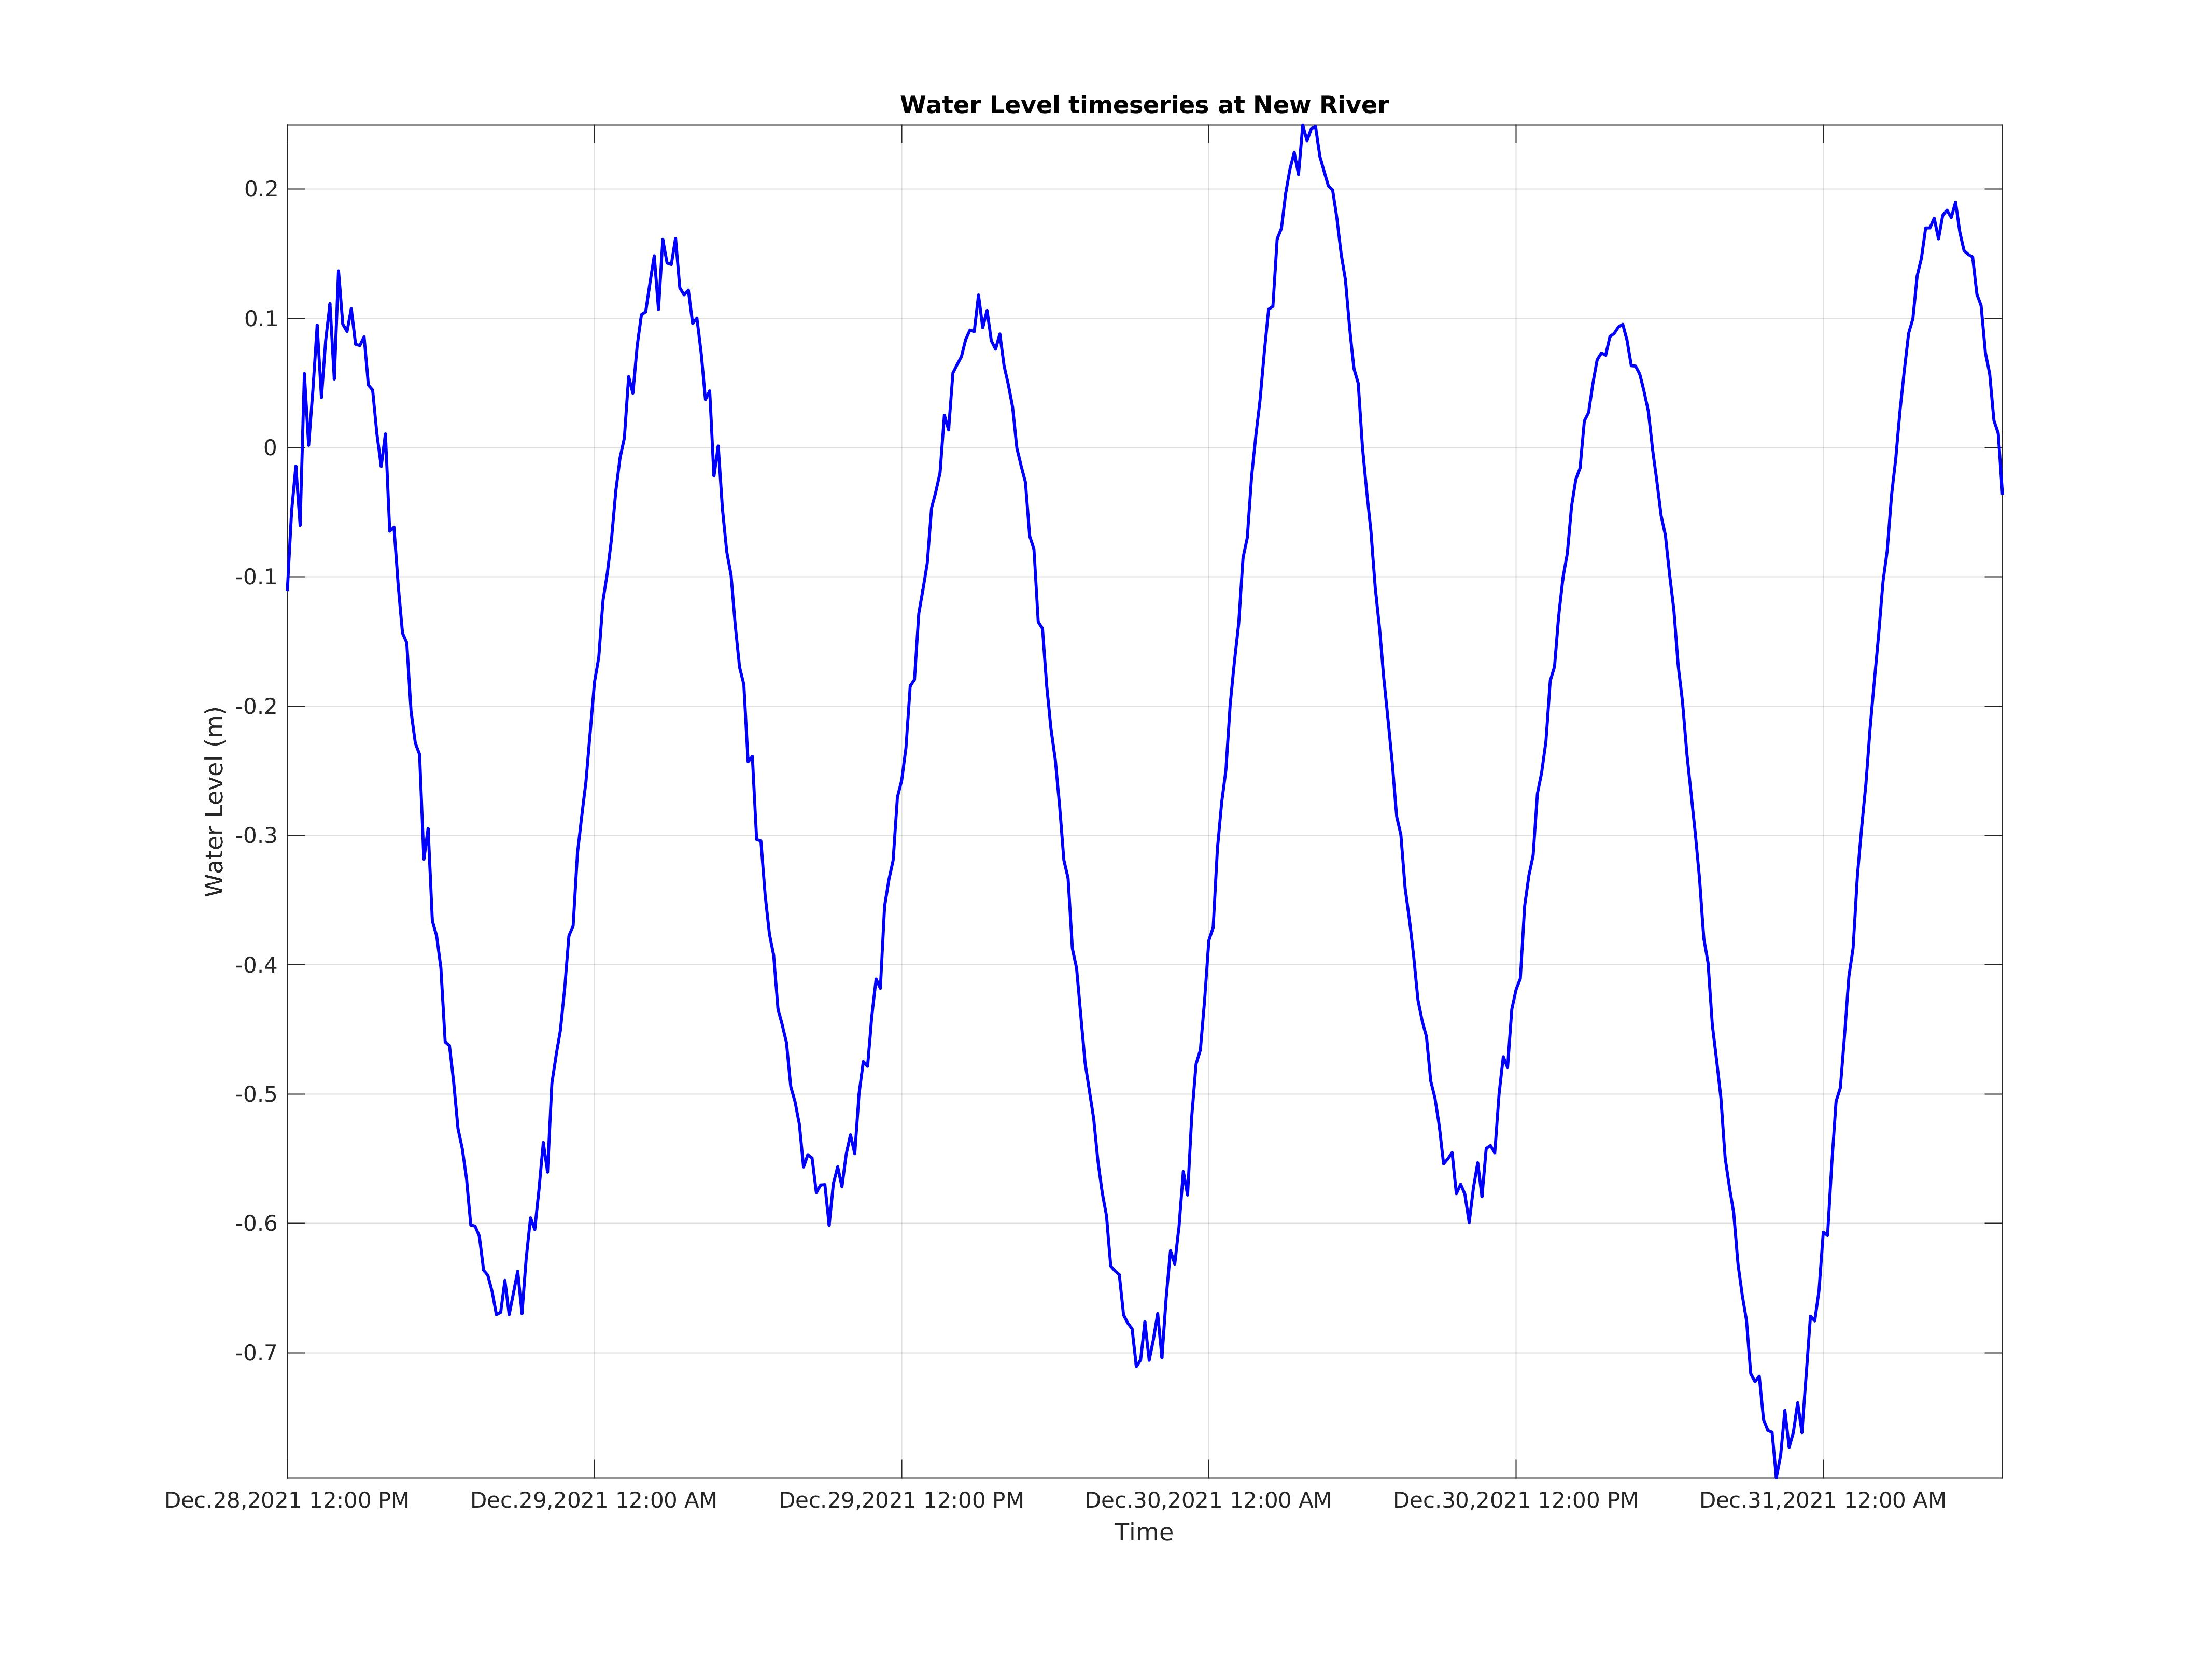 Water Level timeseries at New River
0.2
0.1
0
-0.1
-0.2
-0.3
-0.4
-0.5
-0.6
-0.7
Water Level (m)
Dec.28,2021 12:00 PM
Dec.29,2021 12:00 AM
Dec.29,2021 12:00 PM
Dec.30,2021 12:00 AM
Dec.30,2021 12:00 PM
Dec.31,2021 12:00 AM
Time